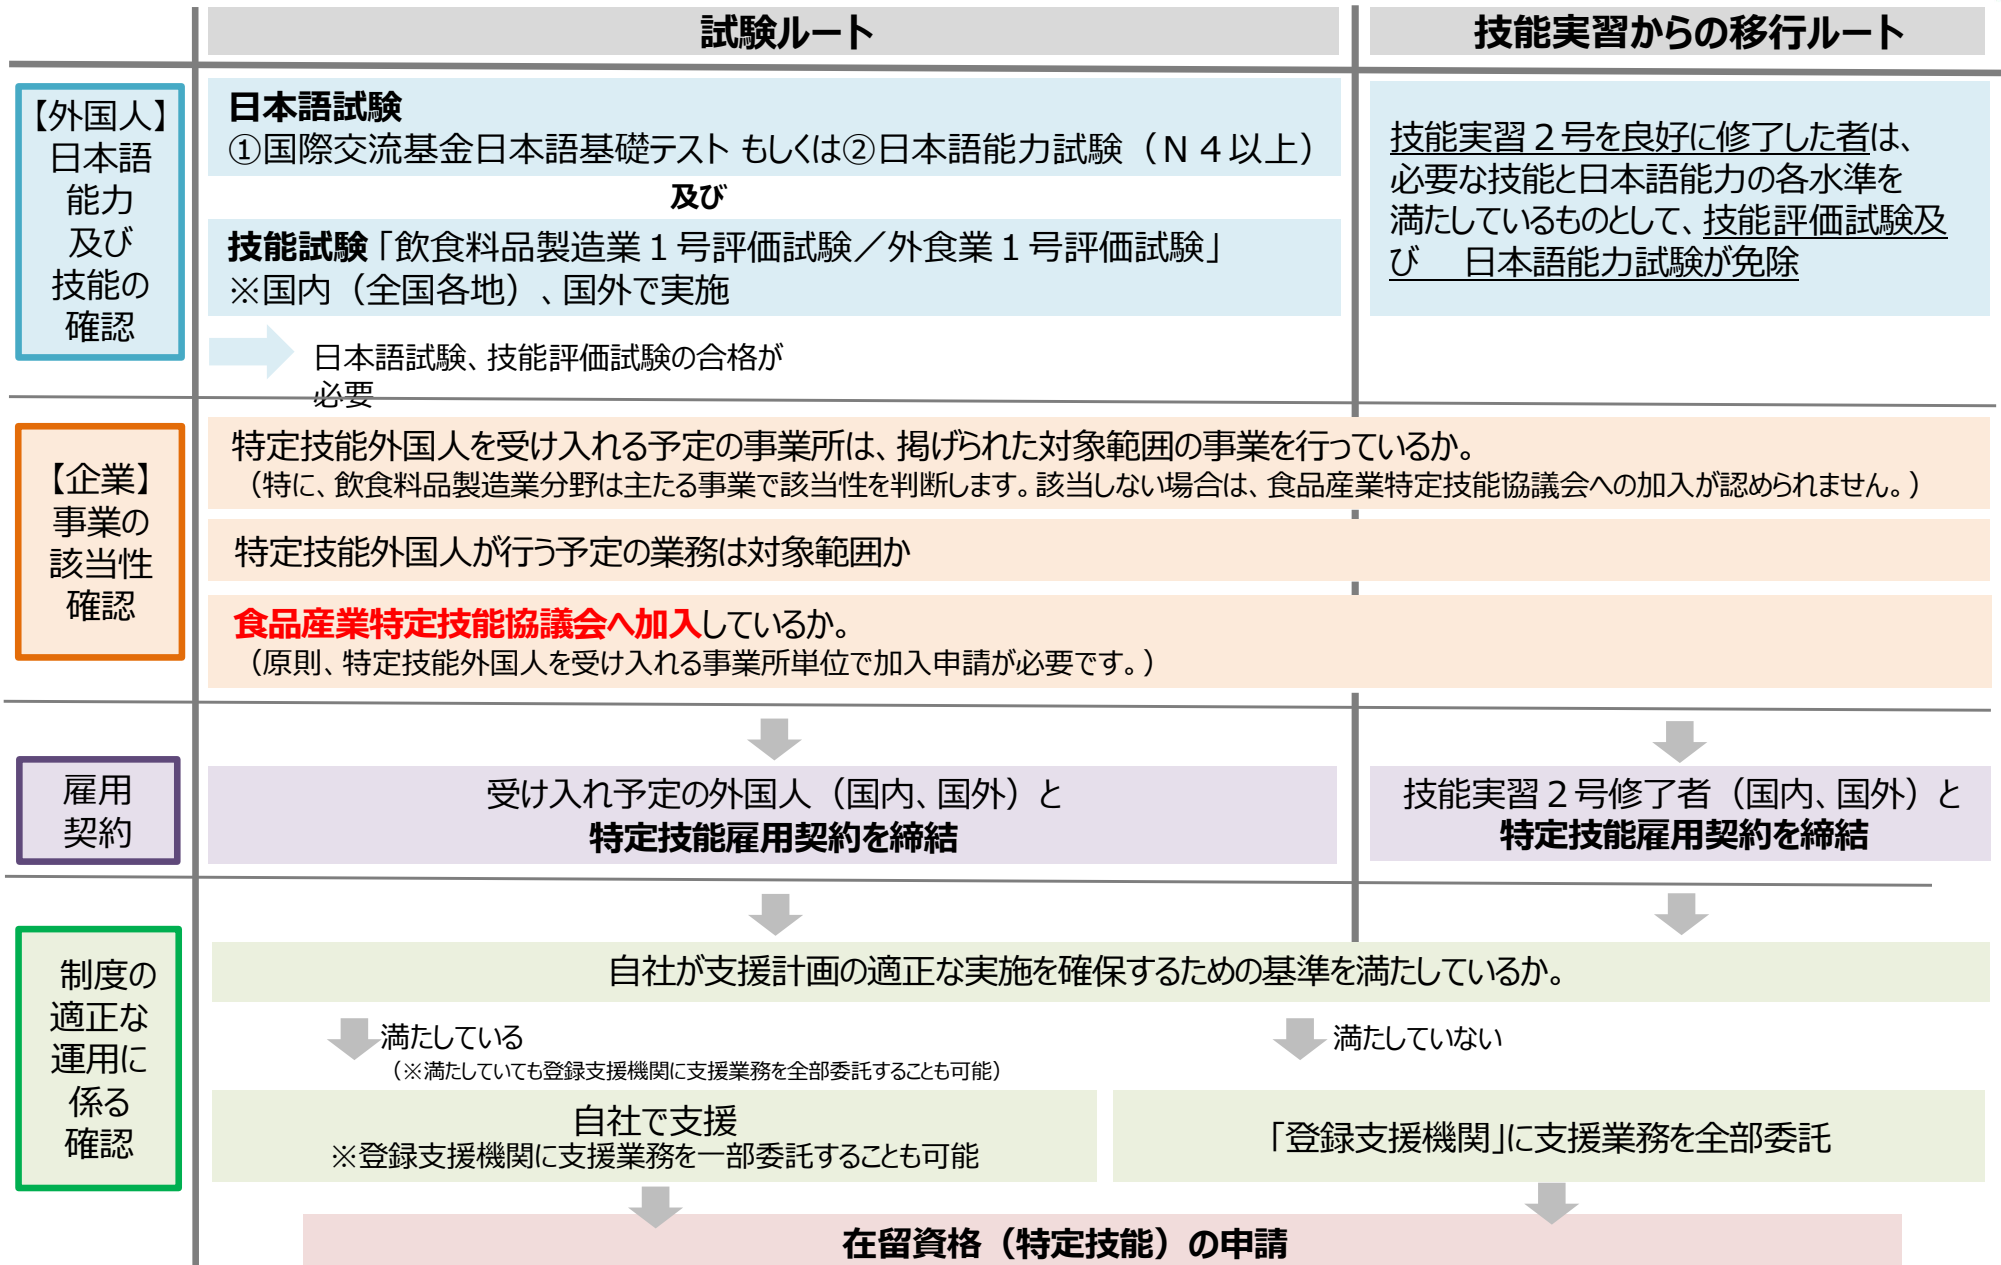 試験ルート
技能実習からの移行ルート
【外国人】
日本語
能力
及び
技能の
確認
日本語試験
①国際交流基金日本語基礎テスト もしくは②日本語能力試験（Ｎ４以上）
及び
技能試験「飲食料品製造業１号評価試験／外食業１号評価試験」
※国内（全国各地）、国外で実施
日本語試験、技能評価試験の合格が
必要
技能実習２号を良好に修了した者は、
必要な技能と日本語能力の各水準を
満たしているものとして、技能評価試験及
び　日本語能力試験が免除
【企業】
事業の
該当性
確認
特定技能外国人を受け入れる予定の事業所は、掲げられた対象範囲の事業を行っているか。
（特に、飲食料品製造業分野は主たる事業で該当性を判断します。該当しない場合は、食品産業特定技能協議会への加入が認められません。）
特定技能外国人が行う予定の業務は対象範囲か
食品産業特定技能協議会へ加入しているか。
（原則、特定技能外国人を受け入れる事業所単位で加入申請が必要です。）
雇用
契約
受け入れ予定の外国人（国内、国外）と
特定技能雇用契約を締結
技能実習２号修了者（国内、国外）と
特定技能雇用契約を締結
制度の
適正な
運用に
係る
確認
自社が支援計画の適正な実施を確保するための基準を満たしているか。
満たしている
（※満たしていても登録支援機関に支援業務を全部委託することも可能）
満たしていない
自社で支援
※登録支援機関に支援業務を一部委託することも可能
「登録支援機関」に支援業務を全部委託
在留資格（特定技能）の申請